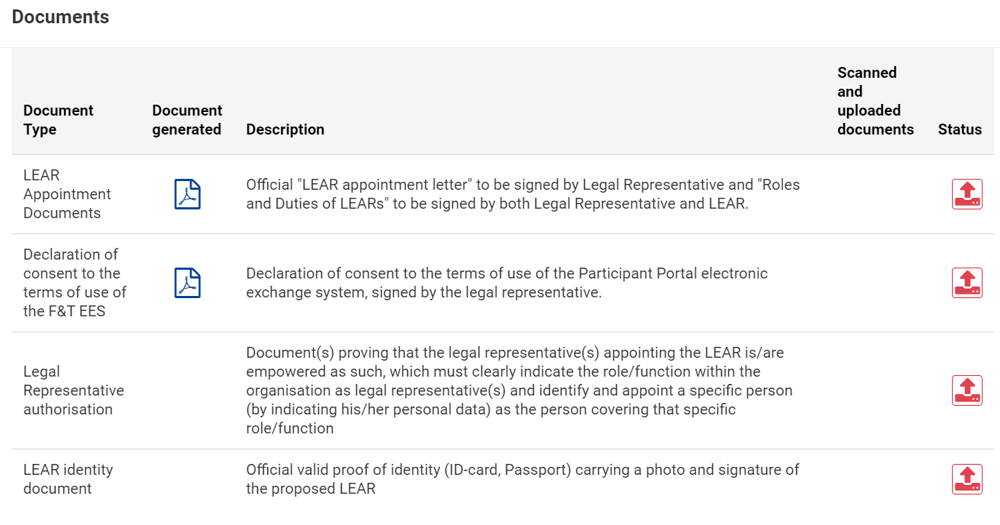 Documents
Document Type
Document generated
Description
Scanned and uploaded documents
Status
LEAR
Appointment
Documents
Official "LEAR appointment letter" to be signed by Legal Representative and "Roles
and Duties of LEARs" to be signed by both Legal Representative and LEAR.
Declaration of
consent to the
terms of use of
the F&T EES
Declaration of consent to the terms of use of the Participant Portal electronic
exchange system, signed by the legal representative.
Legal
Representative
authorisation
Document(s) proving that the legal representative(s) appointing the LEAR is/are
empowered as such, which must clearly indicate the role/function within the
organisation as legal representative(s) and identify and appoint a specific person
(by indicating his/her personal data) as the person covering that specific
role/function
LEAR identity
document
Official valid proof of identity (ID-card, Passport) carrying a photo and signature of
the proposed LEAR